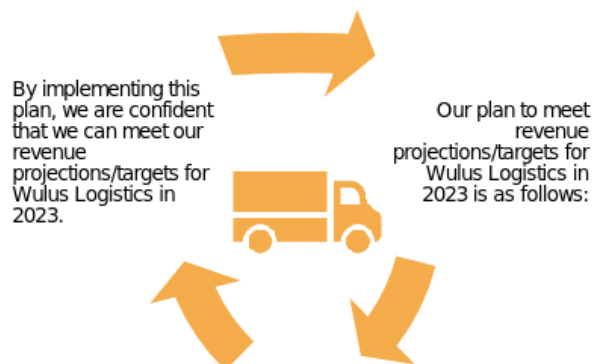 By implementing this
plan, we are confident
that we can meet our
revenue
projections/targets for
Wulus Logistics in
2023.
Our plan to meet
revenue
projections/targets for
Wulus Logistics in
2023 is as follows: